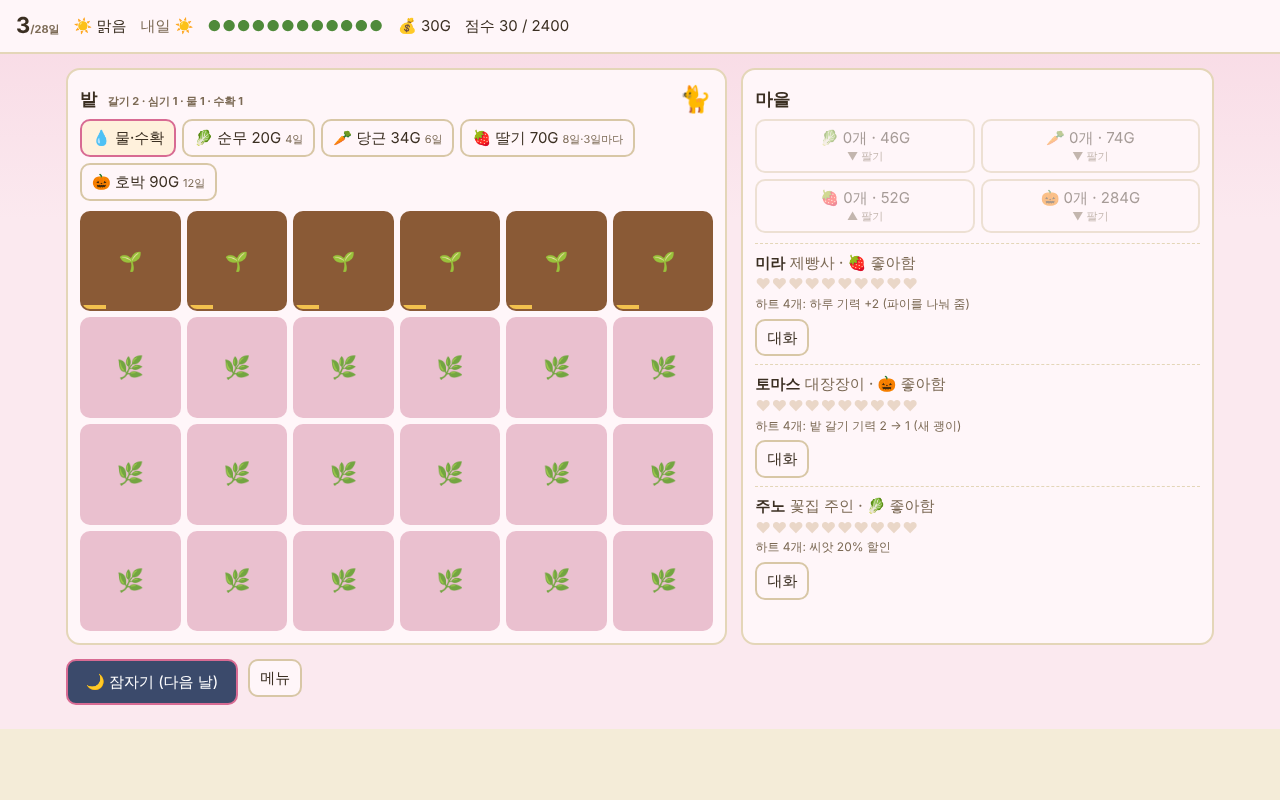 3/28일 ☀️ 맑음 내일 ☀️ 💰 30G 점수 30 / 2400
밭 갈기 2 · 심기 1 · 물 1 · 수확 1
💧 물·수확 🥬 순무 20G 4일 🥕 당근 34G 6일 🍓 딸기 70G 8일·3일마다
🎃 호박 90G 12일
마을
🥬 0개 · 46G
▼ 팔기
🥕 0개 · 74G
▼ 팔기
🍓 0개 · 52G
▲ 팔기
🎃 0개 · 284G
▼ 팔기
미라 제빵사 · 🍓 좋아함
하트 4개: 하루 기력 +2 (파이를 나눠 줌)
대화
토마스 대장장이 · 🎃 좋아함
하트 4개: 밭 갈기 기력 2 → 1 (새 괭이)
대화
주노 꽃집 주인 · 🥬 좋아함
하트 4개: 씨앗 20% 할인
대화
🌙 잠자기 (다음 날) 메뉴